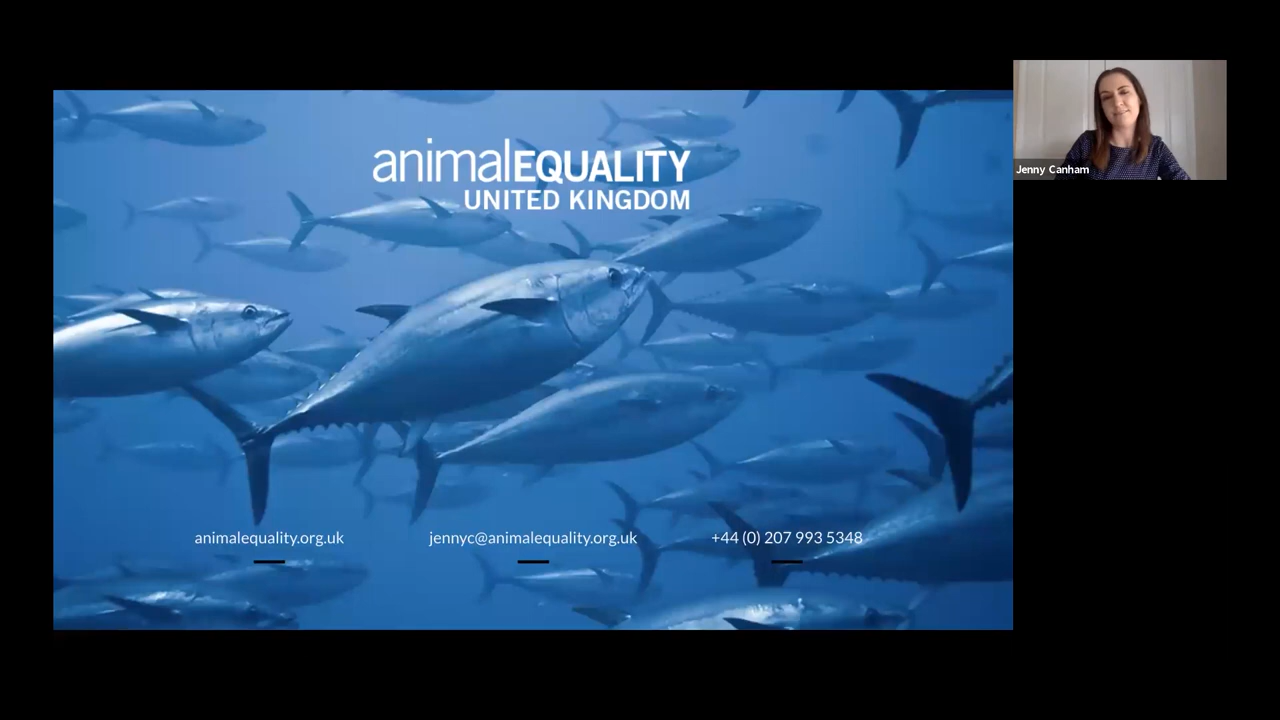 animalEQUALITY
UNITED KINGDOM
Jenny Canham
animalequality.org.uk
jennyc@animalequality.org.uk
+44 (0) 207 993 5348